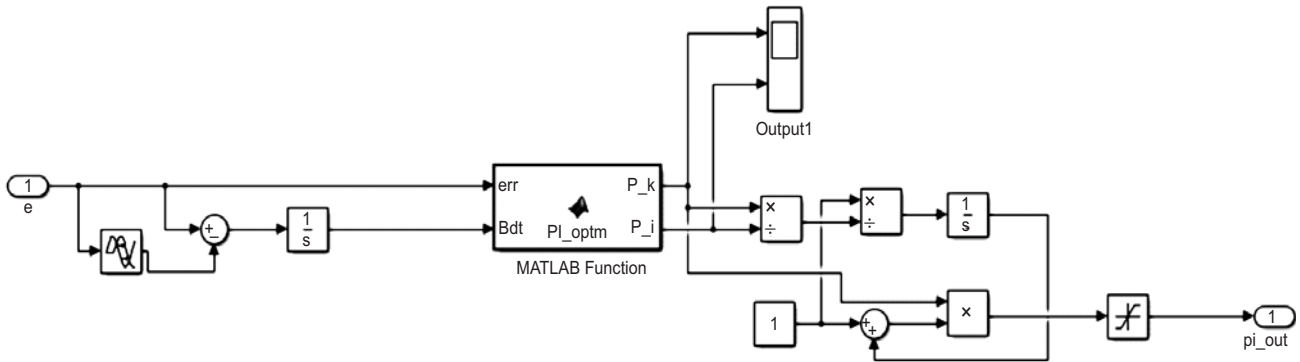 Output1
1
e
+
−
1
s
err
Bdt
P_k
P_i
PI_optm
MATLAB Function
×
÷
×
÷
1
s
1
+
+
×
1
pi_out